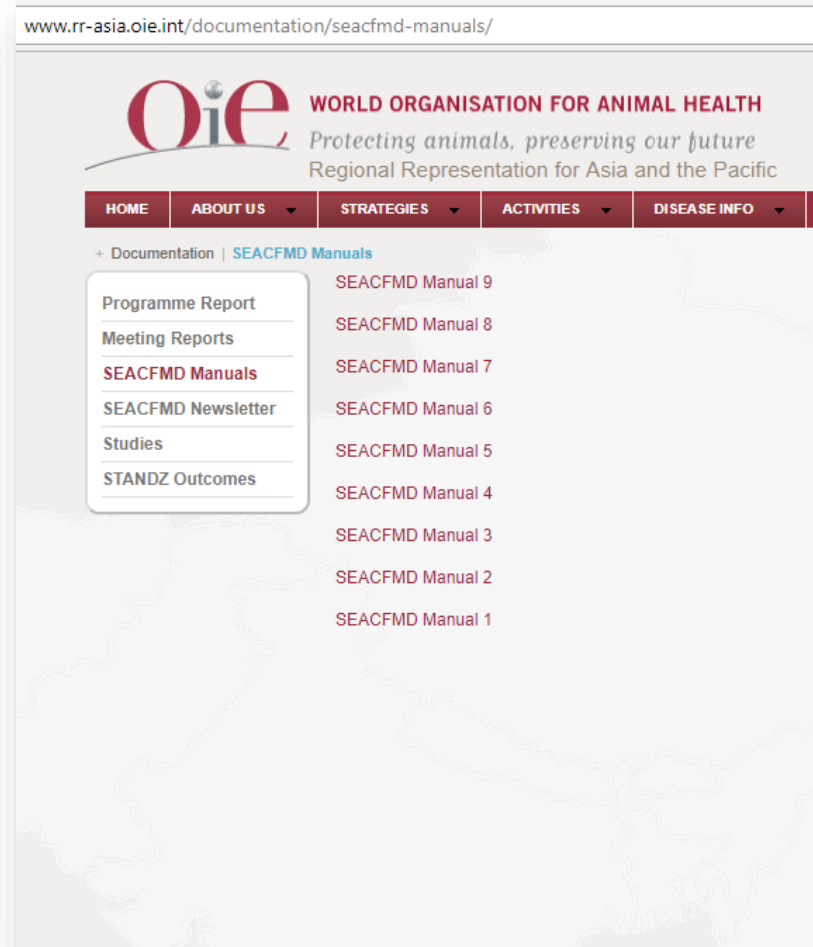 www.rr-asia.oie.int/documentation/seacfmd-manuals/
Oie
WORLD ORGANISATION FOR ANIMAL HEALTH
Protecting animals, preserving our future
Regional Representation for Asia and the Pacific
HOME ABOUT US STRATEGIES ACTIVITIES DISEASE INFO
+ Documentation | SEACFMD Manuals
Programme Report
Meeting Reports
SEACFMD Manuals
SEACFMD Newsletter
Studies
STANDZ Outcomes
SEACFMD Manual 9
SEACFMD Manual 8
SEACFMD Manual 7
SEACFMD Manual 6
SEACFMD Manual 5
SEACFMD Manual 4
SEACFMD Manual 3
SEACFMD Manual 2
SEACFMD Manual 1